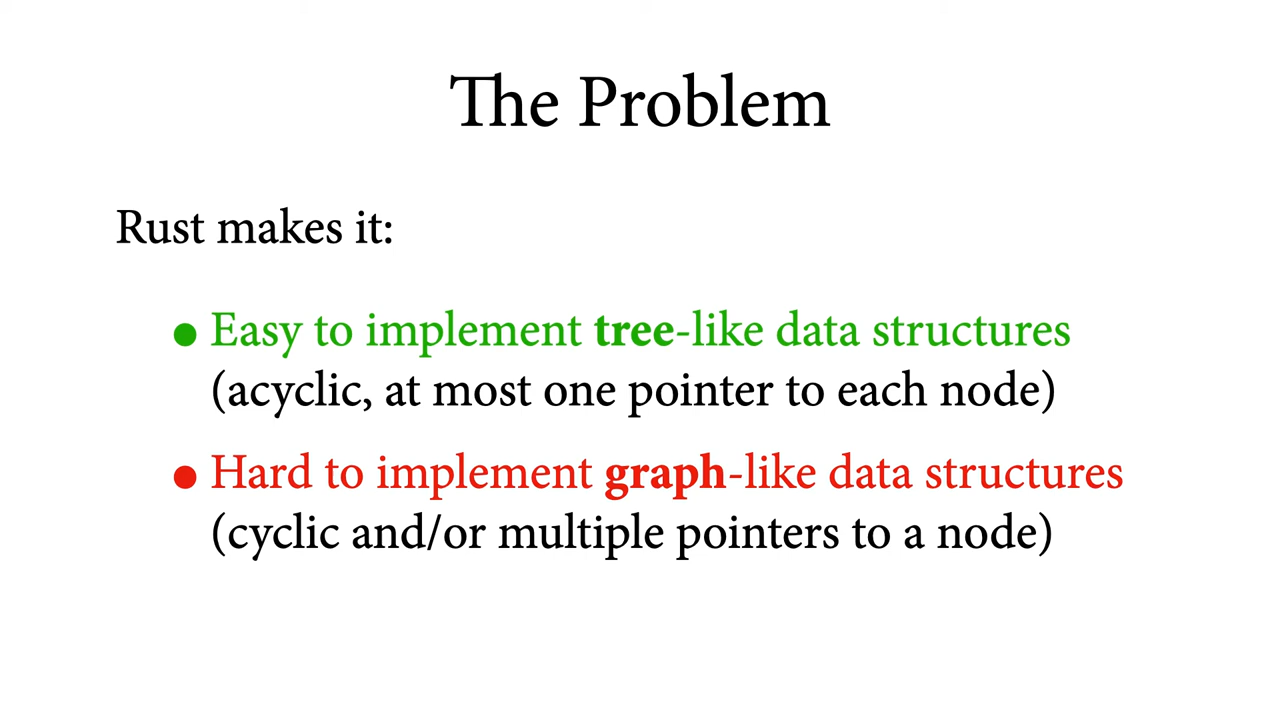 The Problem
Rust makes it:
• Easy to implement tree-like data structures
(acyclic, at most one pointer to each node)
• Hard to implement graph-like data structures
(cyclic and/or multiple pointers to a node)